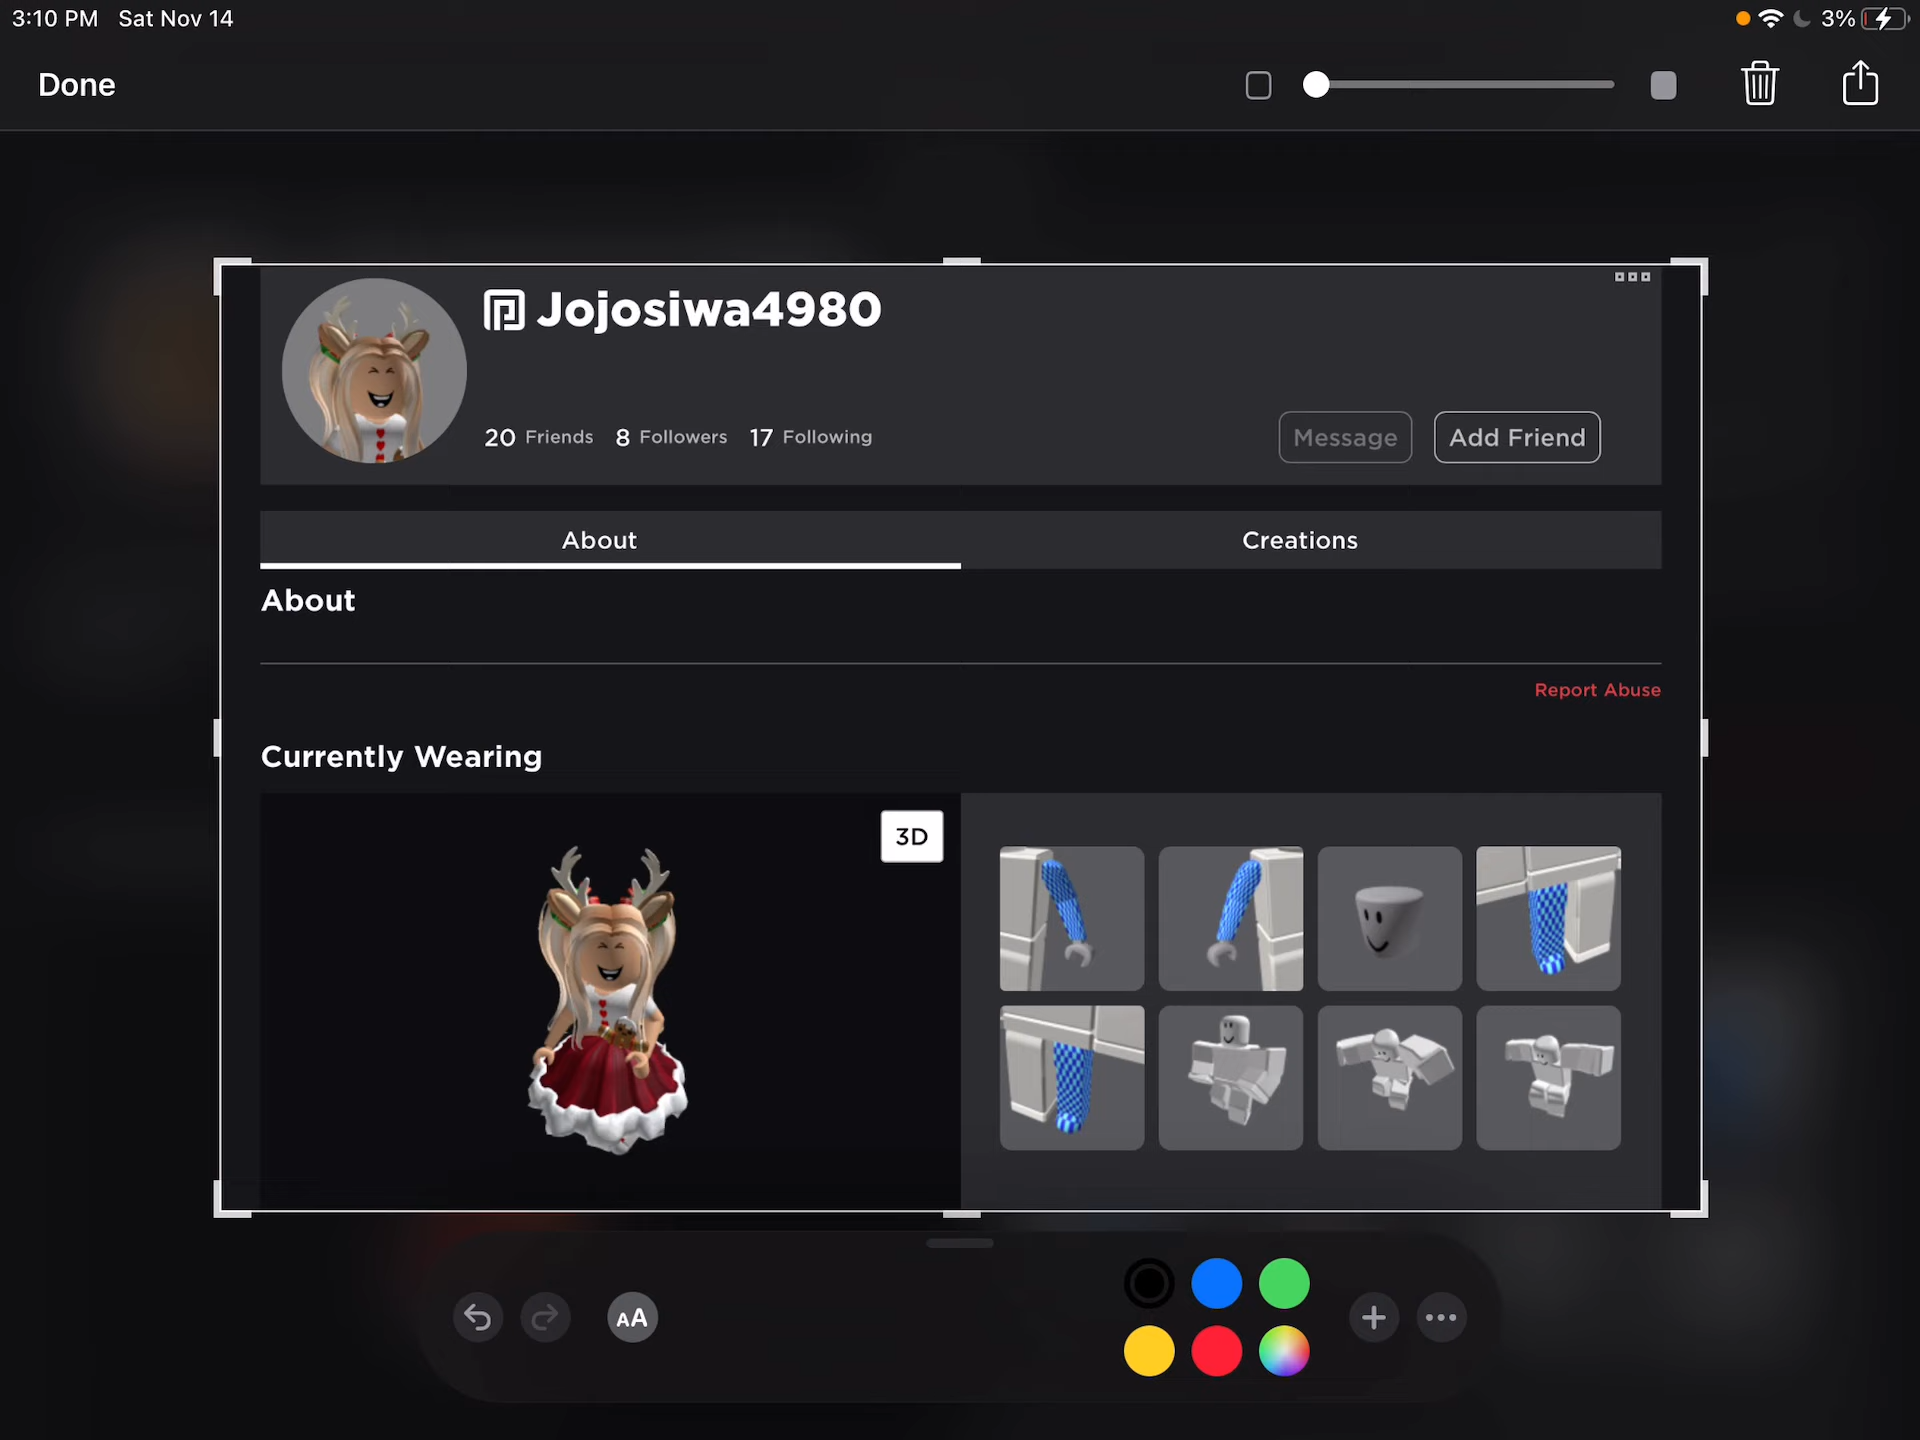 3:10 PM Sat Nov 14
3%
Done
Jojosiwa4980
20 Friends 8 Followers 17 Following
Message Add Friend
About Creations
About
Report Abuse
Currently Wearing
3D
AA